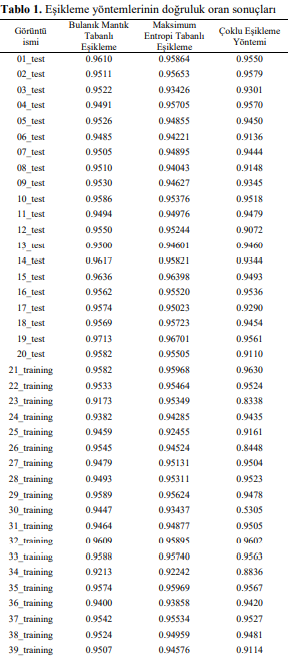 Tablo 1. Eşikleme yöntemlerinin doğruluk oran sonuçları
Görüntü ismi Bulanık Mantık Tabanlı Eşikleme Maksimum Entropi Tabanlı Eşikleme Çoklu Eşikleme Yöntemi
01_test 0.9610 0.95864 0.9550
02_test 0.9511 0.95653 0.9579
03_test 0.9522 0.93426 0.9301
04_test 0.9491 0.95705 0.9570
05_test 0.9526 0.94855 0.9450
06_test 0.9485 0.94221 0.9136
07_test 0.9505 0.94895 0.9444
08_test 0.9510 0.94043 0.9148
09_test 0.9530 0.94627 0.9345
10_test 0.9586 0.95376 0.9518
11_test 0.9494 0.94976 0.9479
12_test 0.9550 0.95244 0.9072
13_test 0.9500 0.94601 0.9460
14_test 0.9617 0.95821 0.9344
15_test 0.9636 0.96398 0.9493
16_test 0.9562 0.95520 0.9536
17_test 0.9574 0.95023 0.9290
18_test 0.9569 0.95723 0.9454
19_test 0.9713 0.96701 0.9561
20_test 0.9582 0.95505 0.9110
21_training 0.9582 0.95968 0.9630
22_training 0.9533 0.95464 0.9524
23_training 0.9173 0.95349 0.8338
24_training 0.9382 0.94285 0.9435
25_training 0.9459 0.92455 0.9161
26_training 0.9545 0.94524 0.8448
27_training 0.9479 0.95131 0.9504
28_training 0.9493 0.95311 0.9523
29_training 0.9589 0.95624 0.9478
30_training 0.9447 0.93437 0.5305
31_training 0.9464 0.94877 0.9505
32_training 0.9609 0.95895 0.9602
33_training 0.9588 0.95740 0.9563
34_training 0.9213 0.92242 0.8836
35_training 0.9574 0.95969 0.9567
36_training 0.9400 0.93858 0.9420
37_training 0.9542 0.95534 0.9527
38_training 0.9524 0.94959 0.9481
39_training 0.9507 0.94576 0.9114